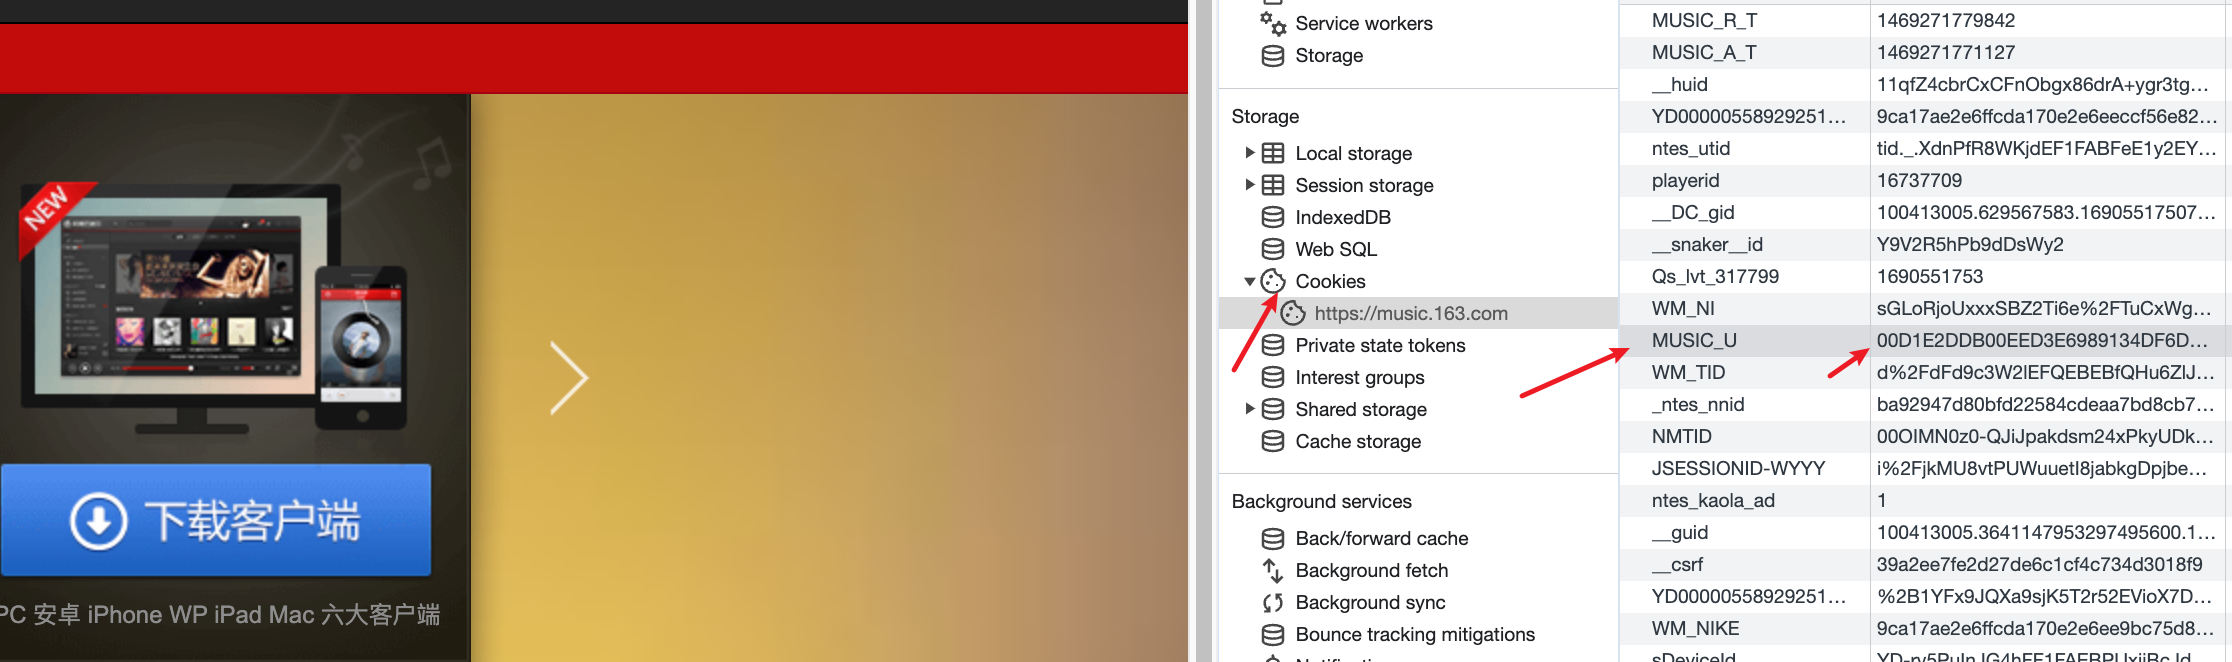 NEW
下载客户端
PC 安卓 iPhone WP iPad Mac 六大客户端
Service workers
Storage
Storage
Local storage
Session storage
IndexedDB
Web SQL
Cookies
https://music.163.com
Private state tokens
Interest groups
Shared storage
Cache storage
Background services
Back/forward cache
Background fetch
Background sync
Bounce tracking mitigations
MUSIC_R_T 1469271779842
MUSIC_A_T 1469271771127
__huid 11qfZ4cbrCxCFnObgx86drA+ygr3tg...
YD00000558929251... 9ca17ae2e6ffcda170e2e6eeccf56e82...
ntes_utid tid._.XdnPfR8WKjdEF1FABFeE1y2EY...
playerid 16737709
__DC_gid 100413005.629567583.16905517507...
__snaker__id Y9V2R5hPb9dDsWy2
Qs_lvt_317799 1690551753
WM_NI sGLoRjoUxxxSBZ2Ti6e%2FTuCxWg...
MUSIC_U 00D1E2DDB00EED3E6989134DF6D...
WM_TID d%2FdFd9c3W2lEFQEBEBfQHu6ZlJ...
_ntes_nnid ba92947d80bfd22584cdeaa7bd8cb7...
NMTID 00OIMN0z0-QJiJpakdsm24xPkyUDk...
JSESSIONID-WYYY i%2FjkMU8vtPUWuuetI8jabkgDpjbe...
ntes_kaola_ad 1
__guid 100413005.3641147953297495600.1...
__csrf 39a2ee7fe2d27de6c1cf4c734d3018f9
YD00000558929251... %2B1YFx9JQXa9sjK5T2r52EVioX7D...
WM_NIKE 9ca17ae2e6ffcda170e2e6ee9bc75d8...